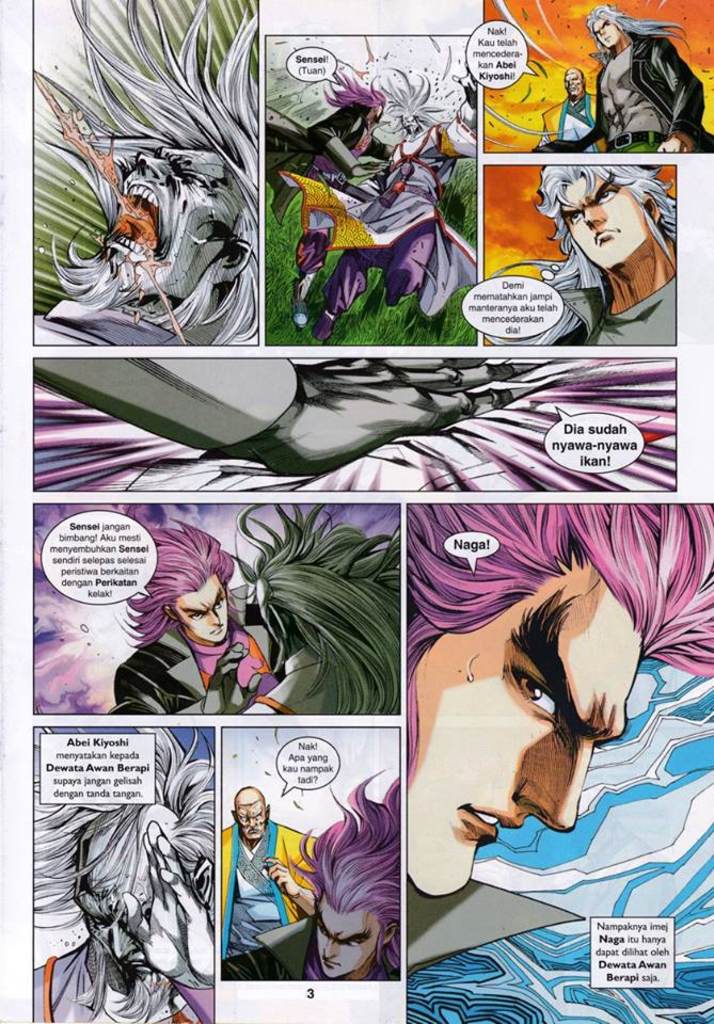 Sensei!
(Tuan)
Nak!
Kau telah
mencedera-
kan Abei
Kiyoshi!
Demi
mematahkan jampi
manteranya aku telah
mencederakan
dia!
Dia sudah
nyawa-nyawa
ikan!
Sensei jangan
bimbang! Aku mesti
menyembuhkan Sensei
sendiri selepas selesai
peristiwa berkaitan
dengan Perikatan
kelak!
Naga!
Abei Kiyoshi
menyatakan kepada
Dewata Awan Berapi
supaya jangan gelisah
dengan tanda tangan.
Nak!
Apa yang
kau nampak
tadi?
Nampaknya imej
Naga itu hanya
dapat dilihat oleh
Dewata Awan
Berapi saja.
3